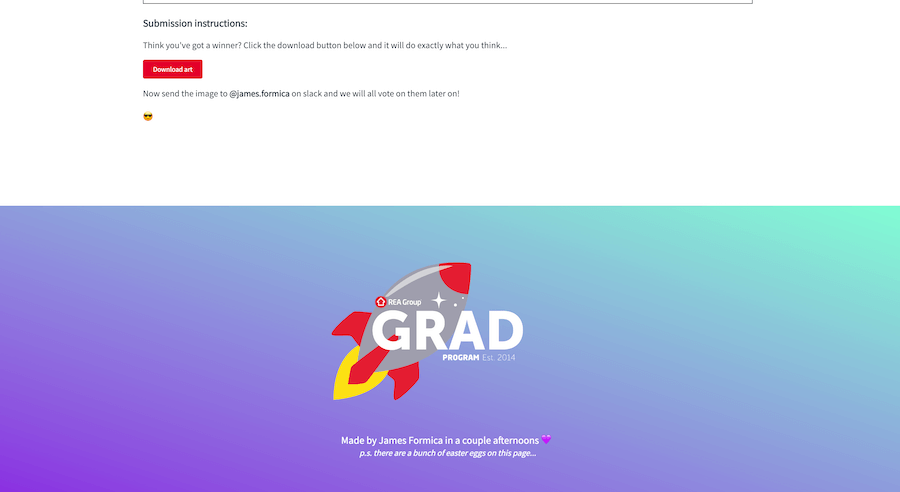 Submission instructions:
Think you've got a winner? Click the download button below and it will do exactly what you think...
Download art
Now send the image to @james.formica on slack and we will all vote on them later on!
REA Group
GRAD
PROGRAM Est. 2014
Made by James Formica in a couple afternoons 💜
p.s. there are a bunch of easter eggs on this page...